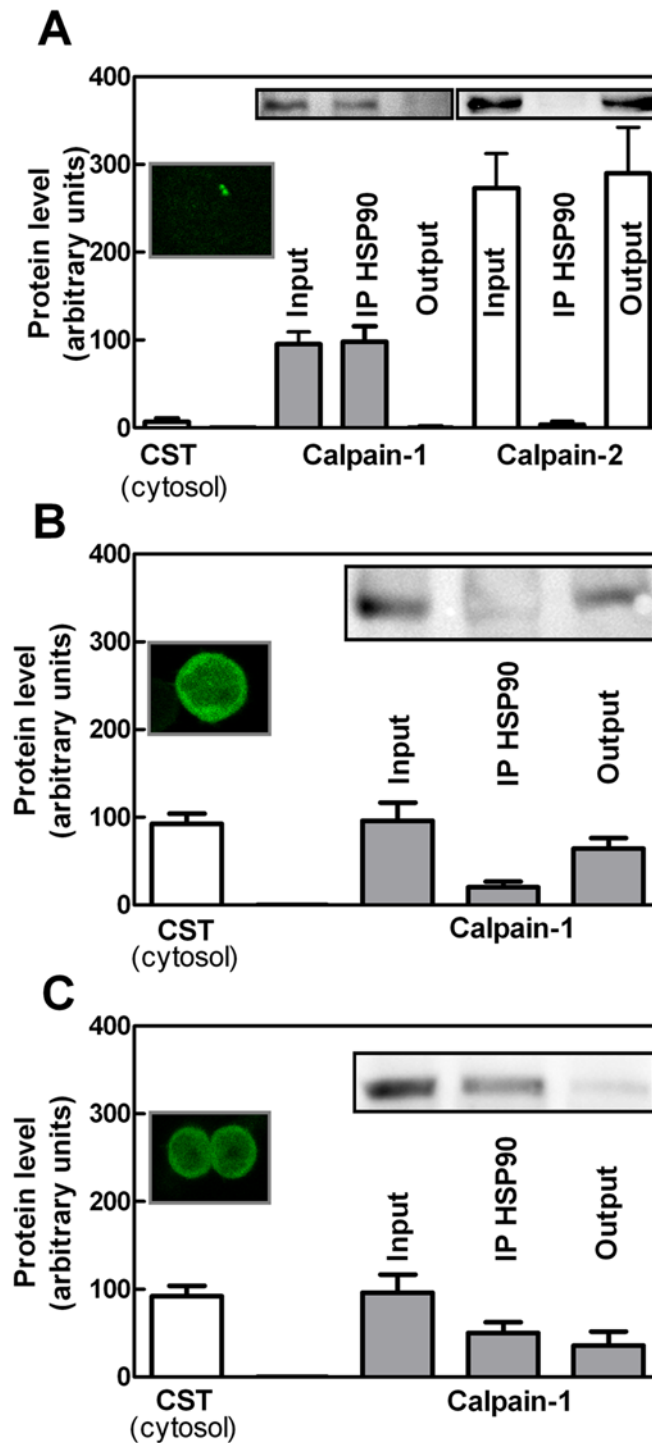 A
Protein level
(arbitrary units)
400
300
200
100
0
Input
IP HSP90
Output
Input
IP HSP90
Output
CST
(cytosol)
Calpain-1
Calpain-2
B
Protein level
(arbitrary units)
400
300
200
100
0
Input
IP HSP90
Output
CST
(cytosol)
Calpain-1
C
Protein level
(arbitrary units)
400
300
200
100
0
Input
IP HSP90
Output
CST
(cytosol)
Calpain-1